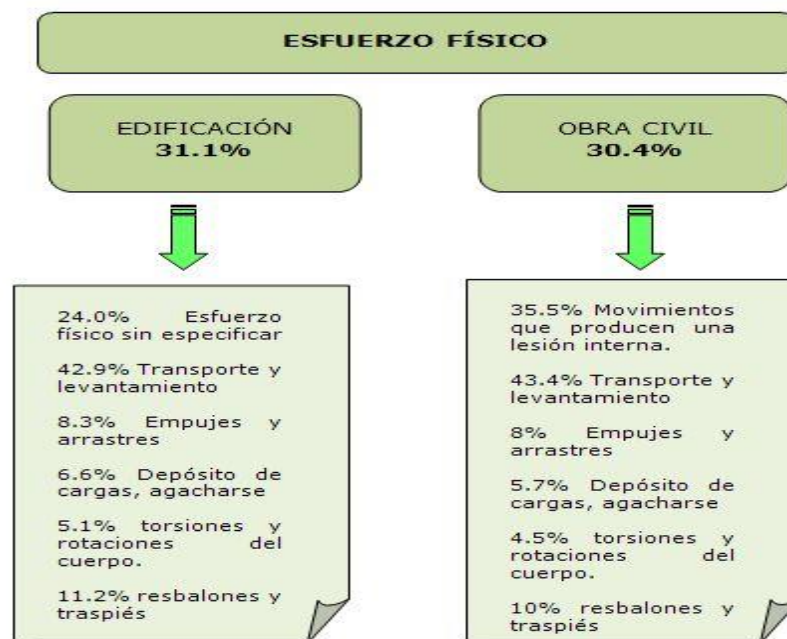 ESFUERZO FÍSICO
EDIFICACIÓN
31.1%
OBRA CIVIL
30.4%
24.0% Esfuerzo
físico sin especificar
42.9% Transporte y
levantamiento
8.3% Empujes y
arrastres
6.6% Depósito de
cargas, agacharse
5.1% torsiones y
rotaciones del
cuerpo.
11.2% resbalones y
traspiés
35.5% Movimientos
que producen una
lesión interna.
43.4% Transporte y
levantamiento
8% Empujes y
arrastres
5.7% Depósito de
cargas, agacharse
4.5% torsiones y
rotaciones del
cuerpo.
10% resbalones y
traspiés